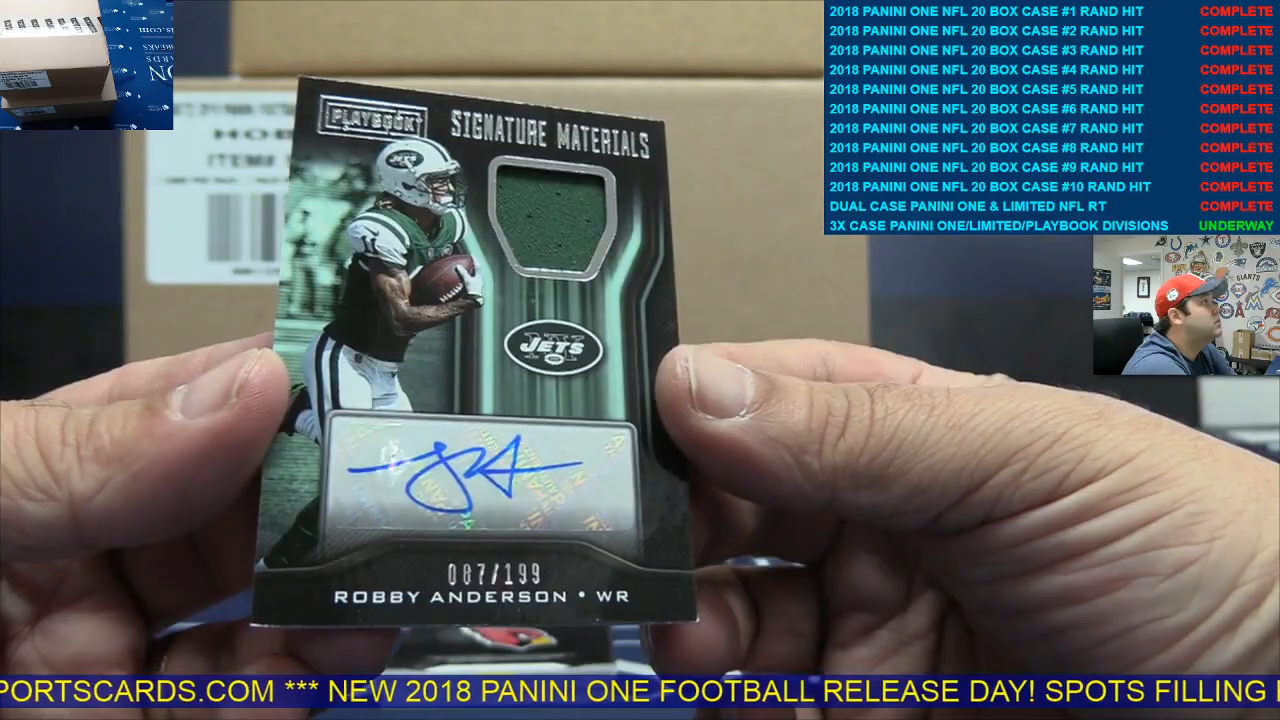 2018 PANINI ONE NFL 20 BOX CASE #1 RAND HIT COMPLETE
2018 PANINI ONE NFL 20 BOX CASE #2 RAND HIT COMPLETE
2018 PANINI ONE NFL 20 BOX CASE #3 RAND HIT COMPLETE
2018 PANINI ONE NFL 20 BOX CASE #4 RAND HIT COMPLETE
2018 PANINI ONE NFL 20 BOX CASE #5 RAND HIT COMPLETE
2018 PANINI ONE NFL 20 BOX CASE #6 RAND HIT COMPLETE
2018 PANINI ONE NFL 20 BOX CASE #7 RAND HIT COMPLETE
2018 PANINI ONE NFL 20 BOX CASE #8 RAND HIT COMPLETE
2018 PANINI ONE NFL 20 BOX CASE #9 RAND HIT COMPLETE
2018 PANINI ONE NFL 20 BOX CASE #10 RAND HIT COMPLETE
DUAL CASE PANINI ONE & LIMITED NFL RT COMPLETE
3X CASE PANINI ONE/LIMITED/PLAYBOOK DIVISIONS UNDERWAY
PLAYBOOK
SIGNATURE MATERIALS
JETS
11
NY
JETS
087/199
ROBBY ANDERSON • WR
GIANTS
PORTSCARDS.COM *** NEW 2018 PANINI ONE FOOTBALL RELEASE DAY! SPOTS FILLING